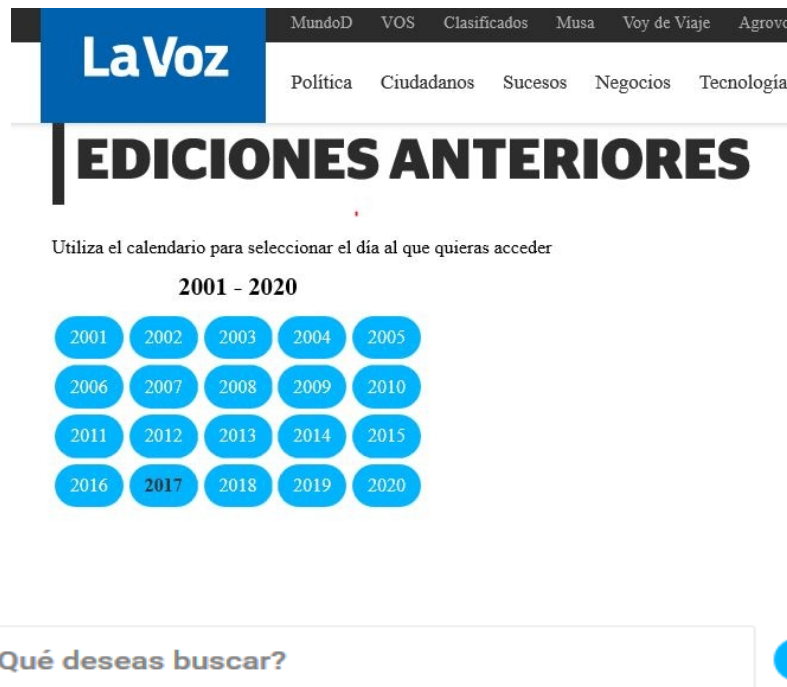 MundoD VOS Clasificados Musa Voy de Viaje Agrovo
LaVoz
Política Ciudadanos Sucesos Negocios Tecnología
EDICIONES ANTERIORES
Utiliza el calendario para seleccionar el día al que quieras acceder
2001 - 2020
2001 2002 2003 2004 2005
2006 2007 2008 2009 2010
2011 2012 2013 2014 2015
2016 2017 2018 2019 2020
Qué deseas buscar?